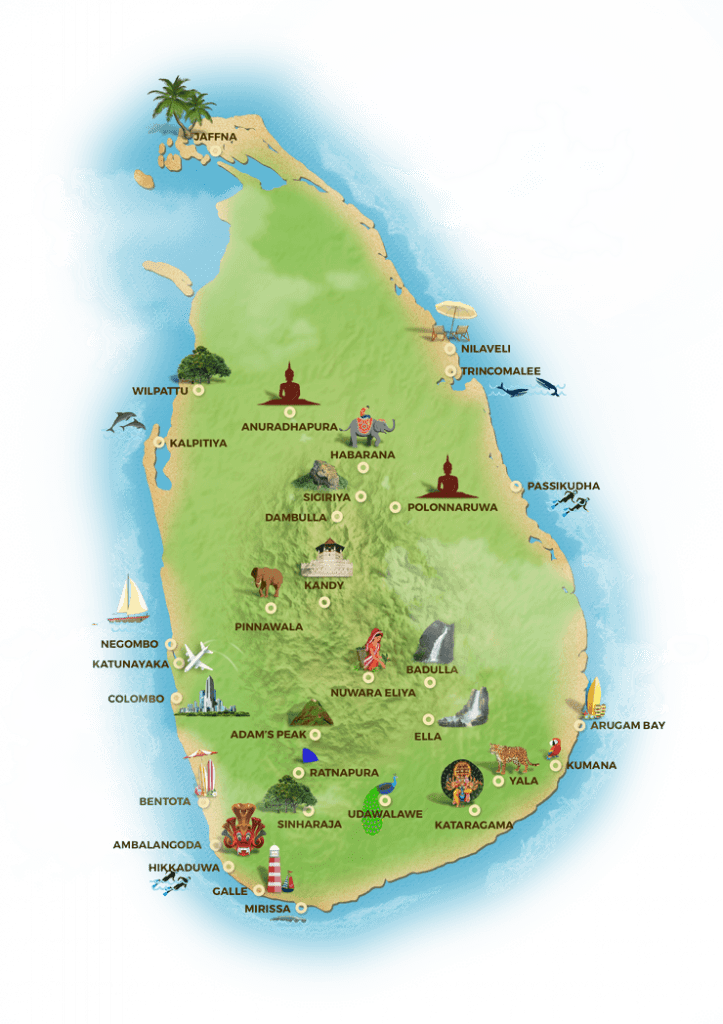 JAFFNA
NILAVELI
TRINCOMALEE
WILPATTU
ANURADHAPURA
KALPITIYA
HABARANA
PASSIKUDHA
SIGIRIYA
POLONNARUWA
DAMBULLA
KANDY
PINNAWALA
NEGOMBO
KATUNAYAKA
BADULLA
NUWARA ELIYA
COLOMBO
ARUGAM BAY
ADAM'S PEAK
ELLA
KUMANA
RATNAPURA
YALA
BENTOTA
UDAWALAWE
SINHARAJA
KATARAGAMA
AMBALANGODA
HIKKADUWA
GALLE
MIRISSA